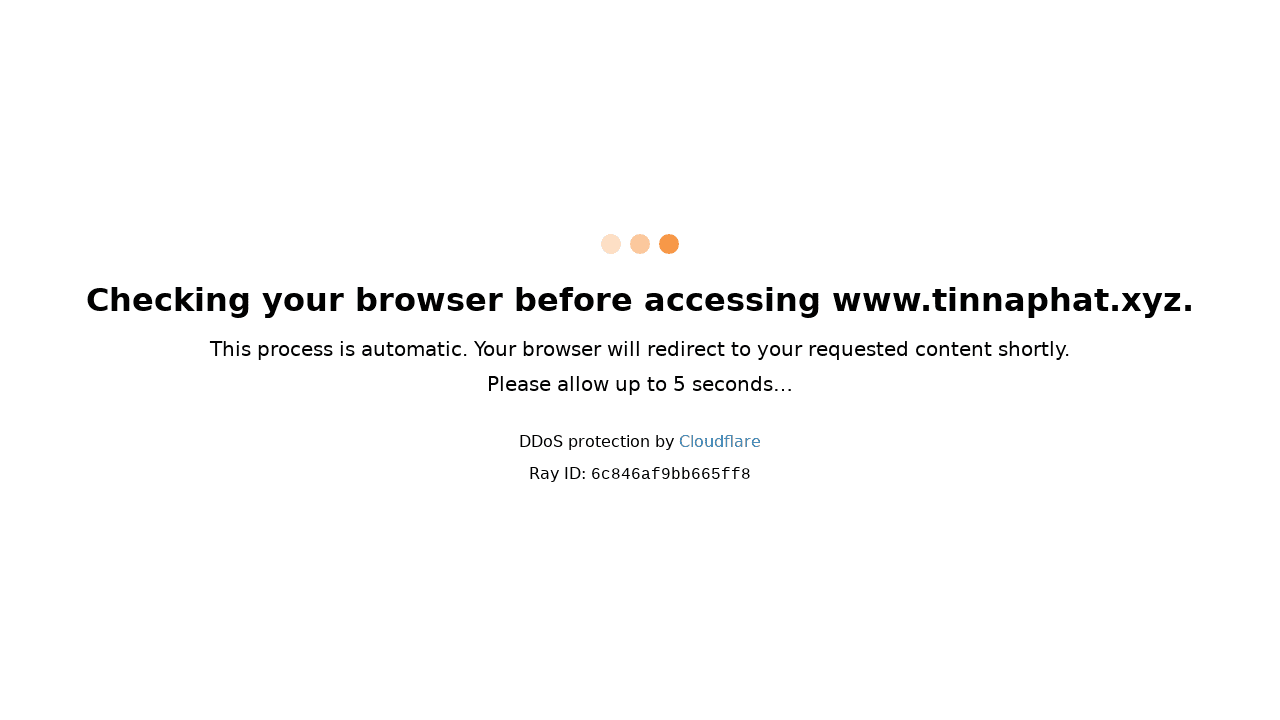 Checking your browser before accessing www.tinnaphat.xyz.
This process is automatic. Your browser will redirect to your requested content shortly.
Please allow up to 5 seconds…
DDoS protection by Cloudflare
Ray ID: 6c846af9bb665ff8